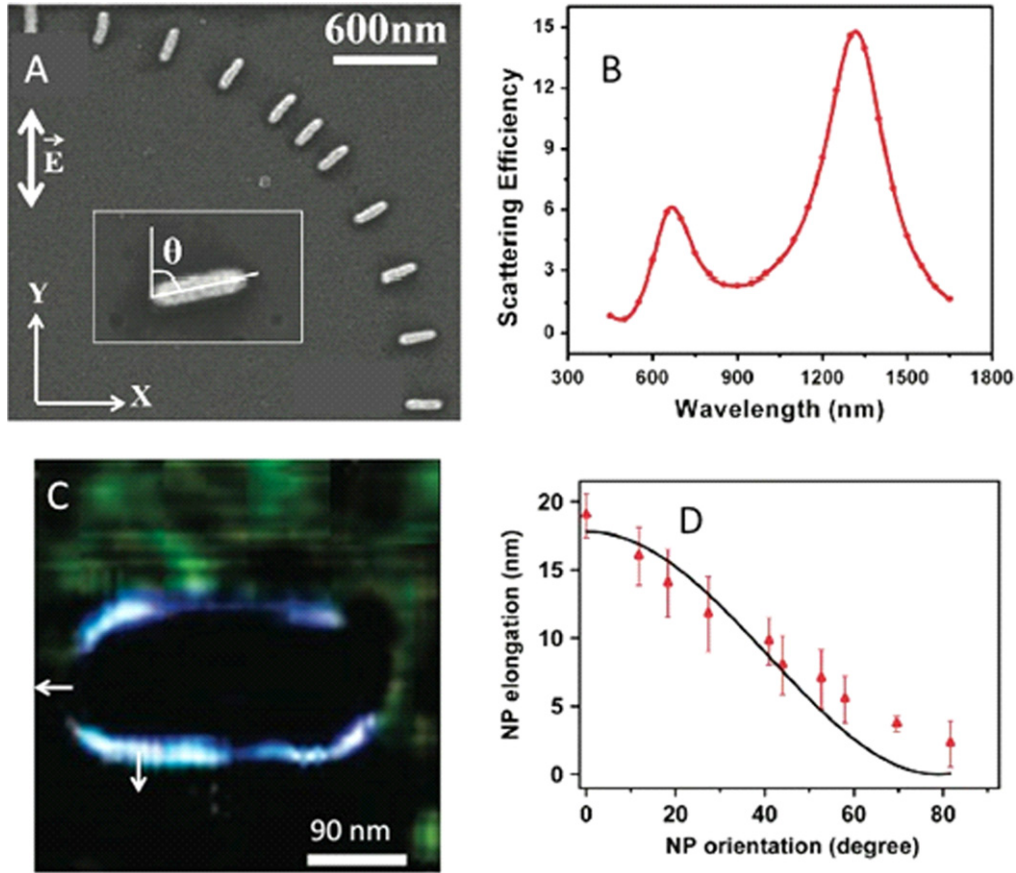 A
600nm
E
θ
Y
X
B
Scattering Efficiency
15
12
9
6
3
0
300 600 900 1200 1500 1800
Wavelength (nm)
C
90 nm
D
NP elongation (nm)
20
15
10
5
0
0 20 40 60 80
NP orientation (degree)